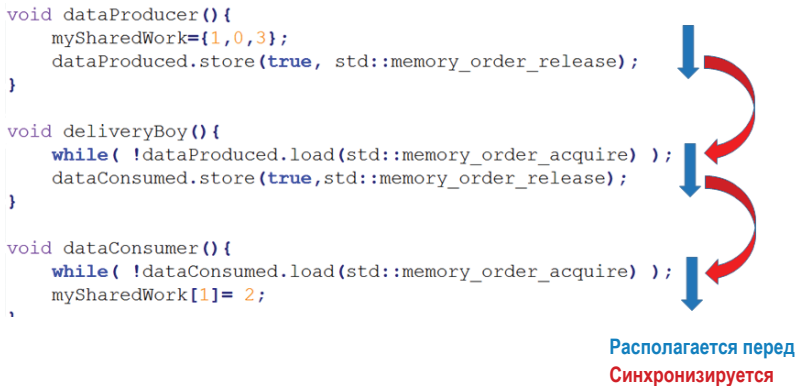 void dataProducer(){
mySharedWork={1,0,3};
dataProduced.store(true, std::memory_order_release);
}
void deliveryBoy(){
while( !dataProduced.load(std::memory_order_acquire) );
dataConsumed.store(true,std::memory_order_release);
}
void dataConsumer(){
while( !dataConsumed.load(std::memory_order_acquire) );
mySharedWork[1]= 2;
Располагается перед
Синхронизируется